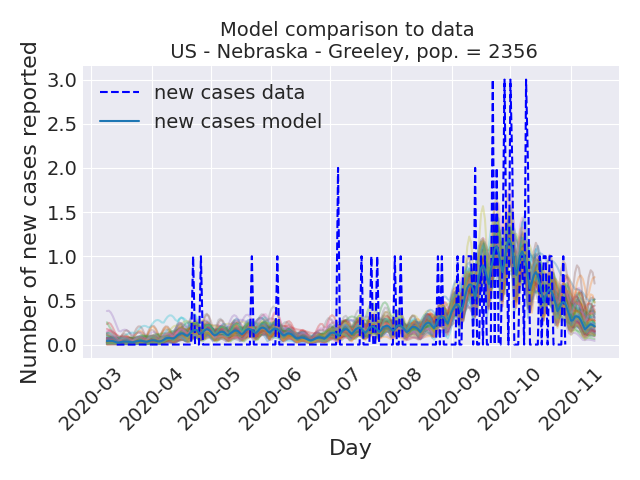 Model comparison to data
US - Nebraska - Greeley, pop. = 2356
Number of new cases reported
3.0
2.5
2.0
1.5
1.0
0.5
0.0
new cases data
new cases model
2020-03
2020-04
2020-05
2020-06
2020-07
2020-08
2020-09
2020-10
2020-11
Day